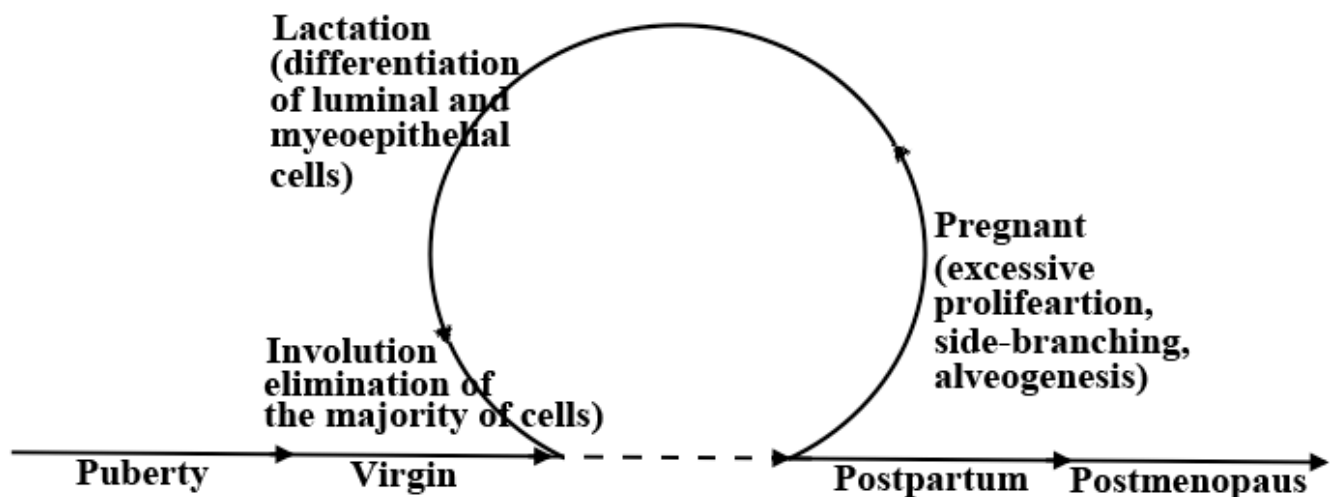 Lactation
(differentiation
of luminal and
myeoepithelial
cells)
Pregnant
(excessive
prolifeartion,
side-branching,
alveogenesis)
Involution
elimination of
the majority of cells)
Puberty
Virgin
Postpartum
Postmenopaus